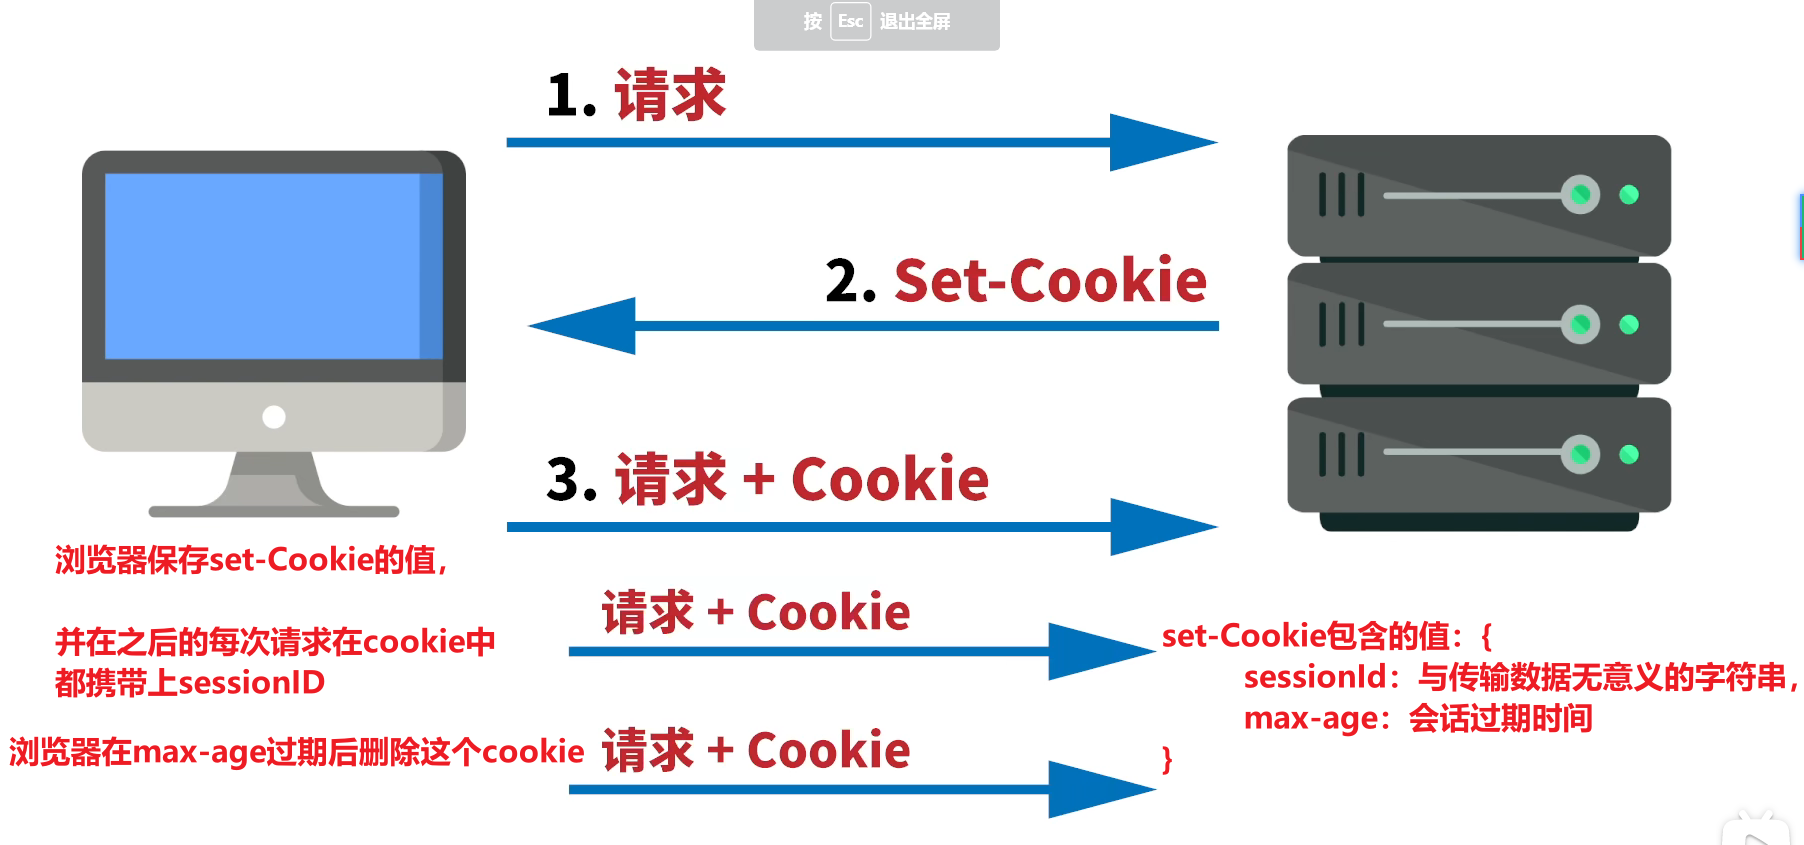 按 Esc 退出全屏
1. 请求
2. Set-Cookie
3. 请求 + Cookie
浏览器保存set-Cookie的值，
并在之后的每次请求在cookie中
都携带上sessionID
浏览器在max-age过期后删除这个cookie
请求 + Cookie
请求 + Cookie
set-Cookie包含的值：{
sessionId：与传输数据无意义的字符串，
max-age：会话过期时间
}